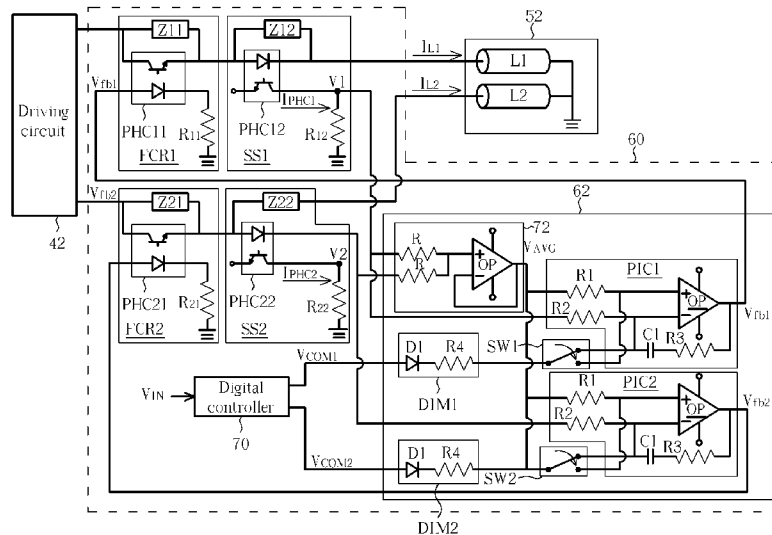 Z11
Z12
52
IL1
L1
Vfb1
V1
IL2
L2
Driving
circuit
PHC11
R11
IPHC1
PHC12
R12
FCR1
SS1
60
Vfb2
Z21
Z22
62
42
72
R
R
+
-
OP
VAVG
PIC1
V2
R1
+
OP
-
IPHC2
R2
Vfb1
PHC21
R21
PHC22
R22
C1
R3
FCR2
SS2
SW1
VCOM1
D1
R4
R1
PIC2
VIN
Digital
controller
DIM1
R2
+
OP
-
Vfb2
70
C1
R3
VCOM2
D1
R4
SW2
DIM2